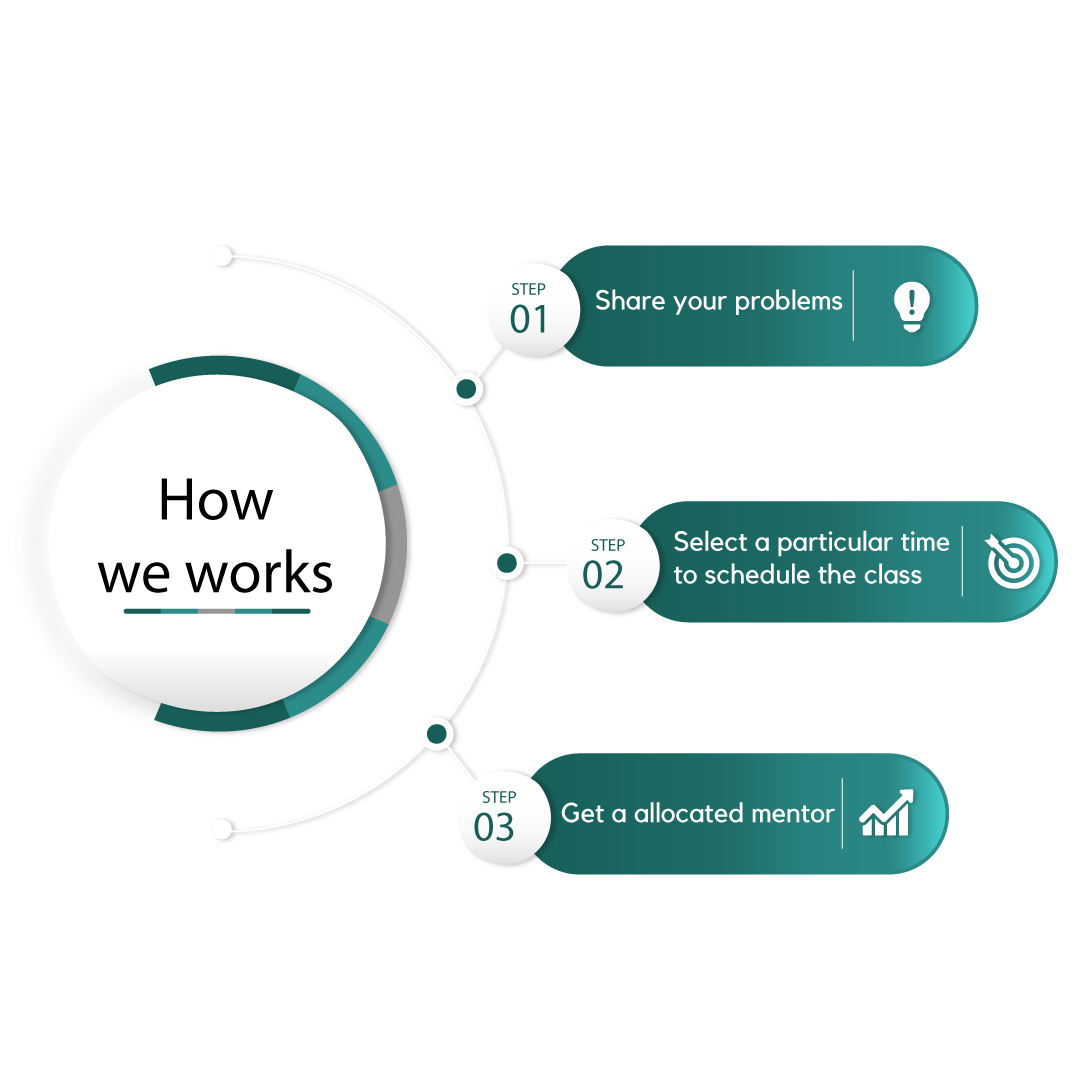 How
we works
STEP
01
Share your problems
STEP
02
Select a particular time
to schedule the class
STEP
03
Get a allocated mentor